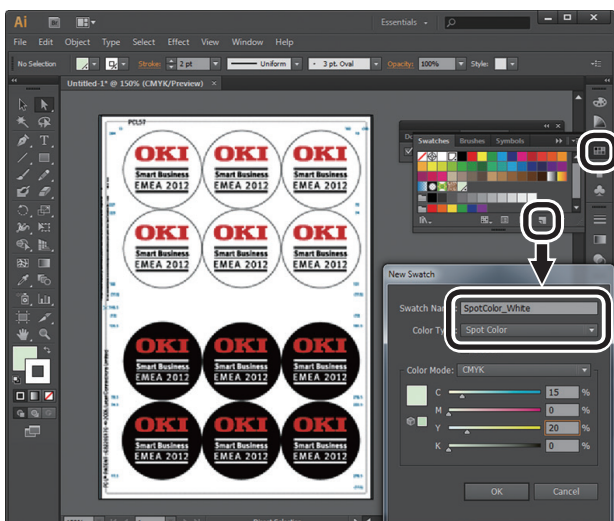 Ai Br Essentials
File Edit Object Type Select Effect View Window Help
No Selection Stroke: 2 pt Uniform 3 pt. Oval Opacity: 100% Style:
Untitled-1* @ 150% (CMYK/Preview) ×
PCL57
OKI OKI OKI
Smart Business Smart Business Smart Business
EMEA 2012 EMEA 2012 EMEA 2012
OKI OKI OKI
Smart Business Smart Business Smart Business
EMEA 2012 EMEA 2012 EMEA 2012
OKI OKI OKI
Smart Business Smart Business Smart Business
EMEA 2012 EMEA 2012 EMEA 2012
OKI OKI OKI
Smart Business Smart Business Smart Business
EMEA 2012 EMEA 2012 EMEA 2012
Swatches Brushes Symbols
New Swatch
Swatch Name: SpotColor_White
Color Type: Spot Color
Color Mode: CMYK
C 15 %
M 0 %
Y 20 %
K 0 %
OK Cancel